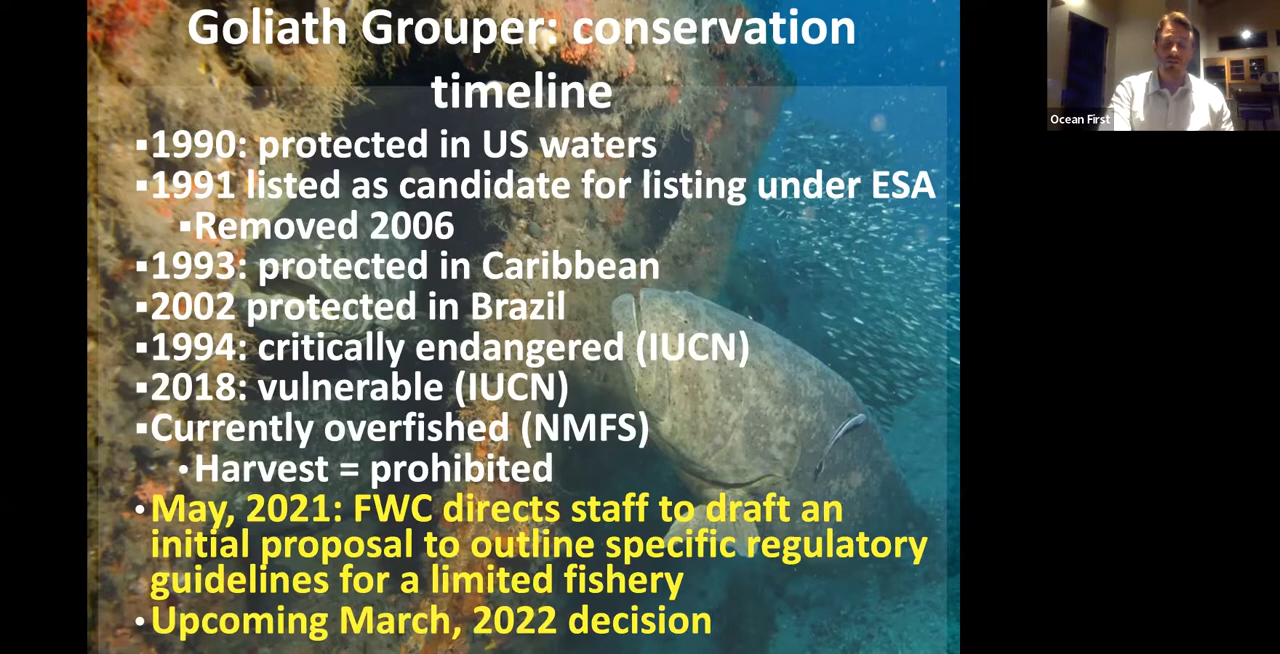 Goliath Grouper: conservation
timeline
▪1990: protected in US waters
▪1991 listed as candidate for listing under ESA
▪Removed 2006
▪1993: protected in Caribbean
▪2002 protected in Brazil
▪1994: critically endangered (IUCN)
▪2018: vulnerable (IUCN)
▪Currently overfished (NMFS)
•Harvest = prohibited
•May, 2021: FWC directs staff to draft an
initial proposal to outline specific regulatory
guidelines for a limited fishery
•Upcoming March, 2022 decision
Ocean First